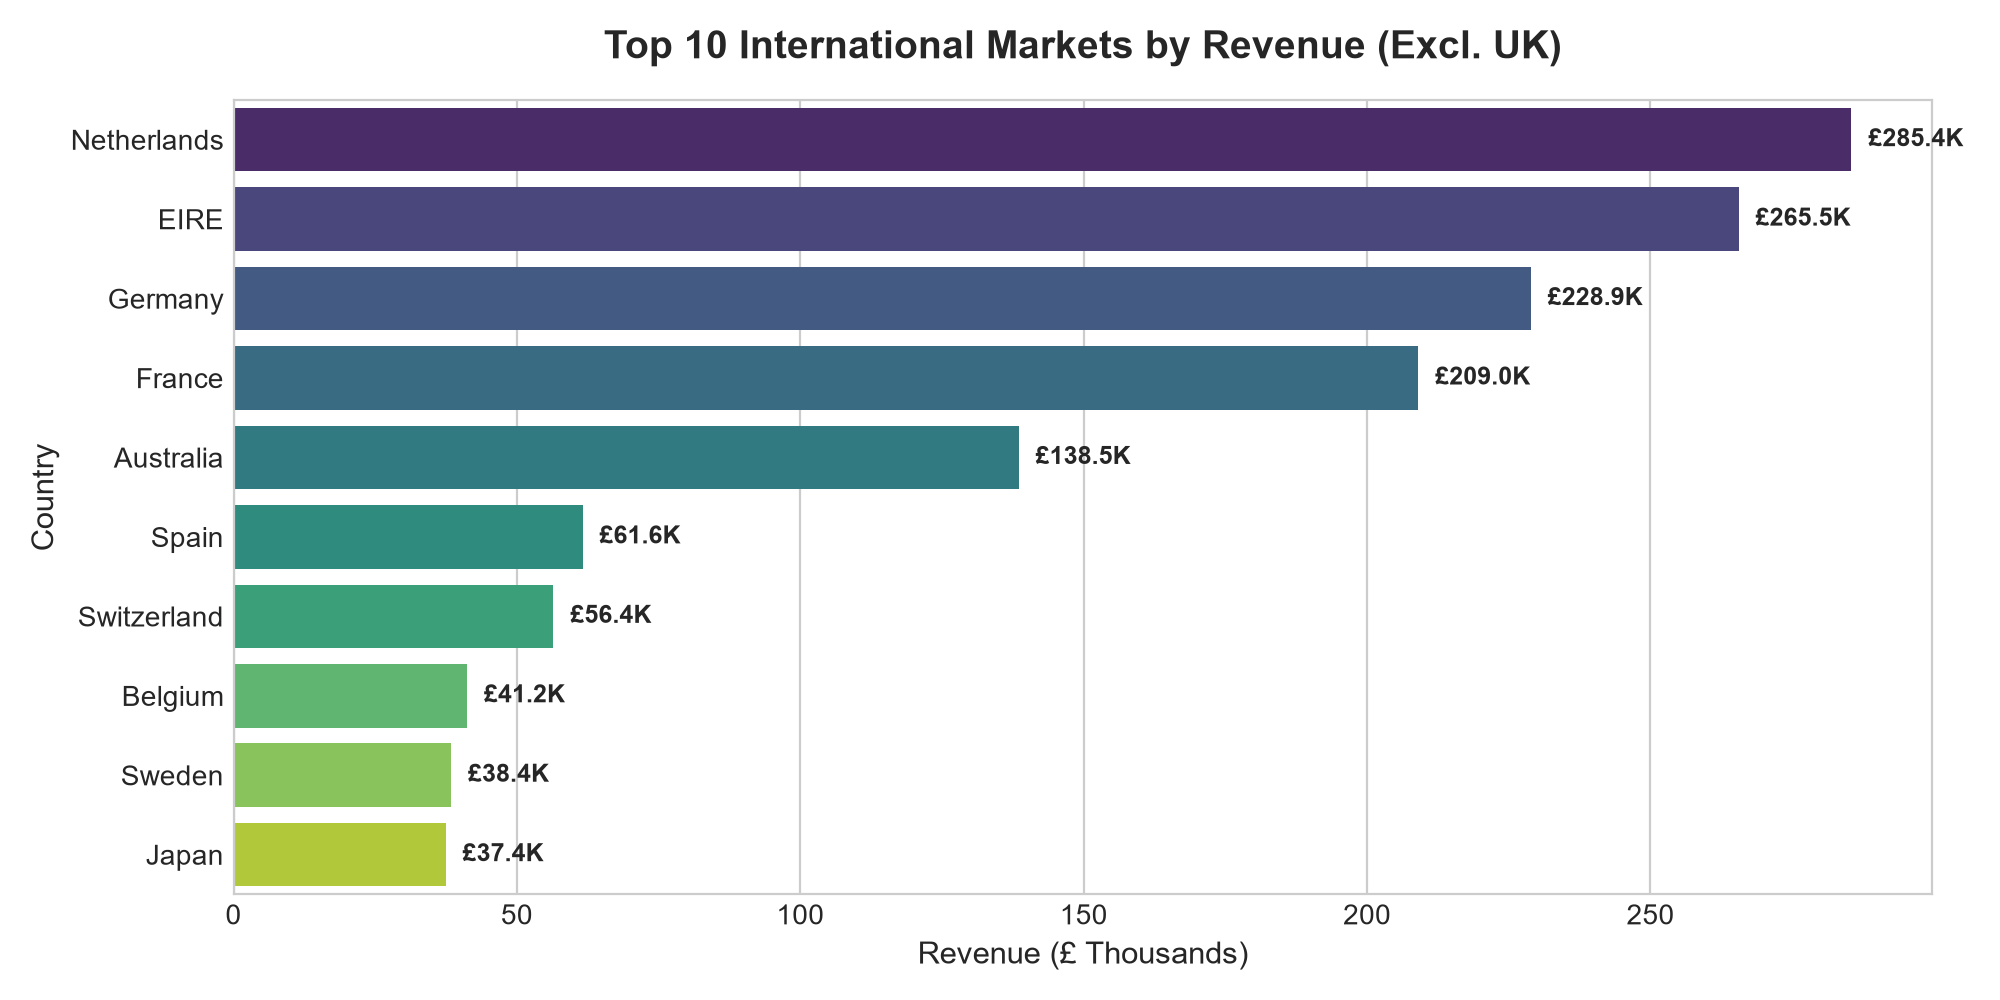 Top 10 International Markets by Revenue (Excl. UK)
Netherlands £285.4K
EIRE £265.5K
Germany £228.9K
France £209.0K
Australia £138.5K
Spain £61.6K
Switzerland £56.4K
Belgium £41.2K
Sweden £38.4K
Japan £37.4K
Country
0 50 100 150 200 250
Revenue (£ Thousands)